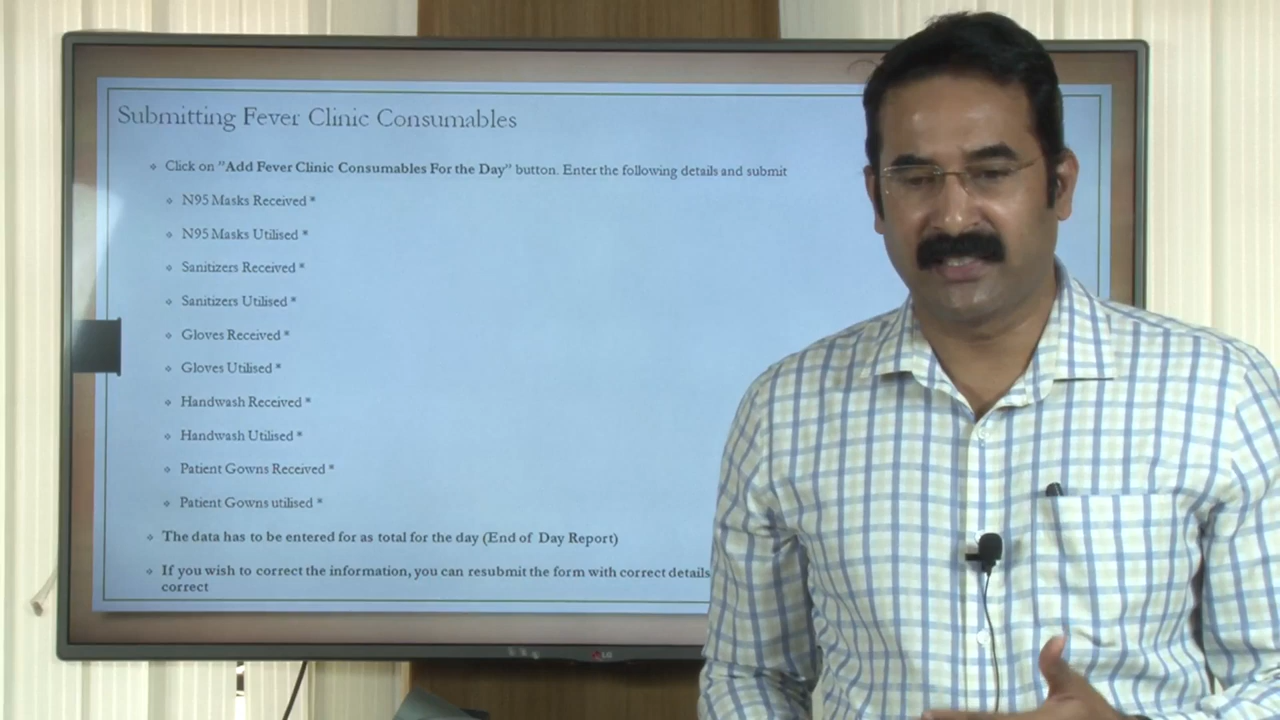 Submitting Fever Clinic Consumables
❖ Click on "Add Fever Clinic Consumables For the Day" button. Enter the following details and submit
❖ N95 Masks Received *
❖ N95 Masks Utilised *
❖ Sanitizers Received *
❖ Sanitizers Utilised *
❖ Gloves Received *
❖ Gloves Utilised *
❖ Handwash Received *
❖ Handwash Utilised *
❖ Patient Gowns Received *
❖ Patient Gowns utilised *
❖ The data has to be entered for as total for the day (End of Day Report)
❖ If you wish to correct the information, you can resubmit the form with correct details
correct
LG